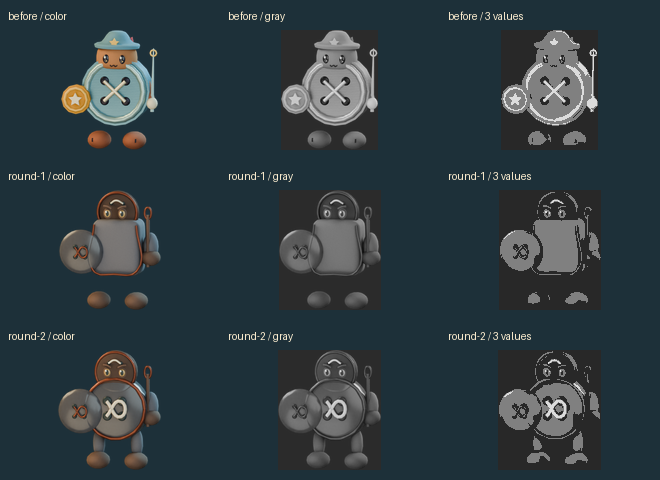 before / color
before / gray
before / 3 values
round-1 / color
round-1 / gray
round-1 / 3 values
round-2 / color
round-2 / gray
round-2 / 3 values